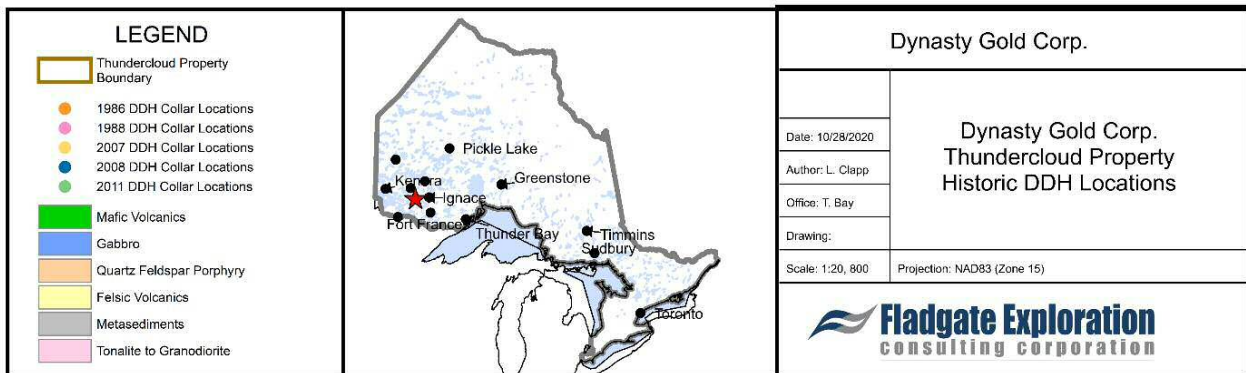 LEGEND
Thundercloud Property
Boundary
1986 DDH Collar Locations
1988 DDH Collar Locations
2007 DDH Collar Locations
2008 DDH Collar Locations
2011 DDH Collar Locations
Mafic Volcanics
Gabbro
Quartz Feldspar Porphyry
Felsic Volcanics
Metasediments
Tonalite to Granodiorite
Pickle Lake
Kenora
Greenstone
Ignace
Fort Frances
Thunder Bay
Timmins
Sudbury
Toronto
Dynasty Gold Corp.
Date: 10/28/2020
Author: L. Clapp
Office: T. Bay
Drawing:
Scale: 1:20, 800
Projection: NAD83 (Zone 15)
Dynasty Gold Corp.
Thundercloud Property
Historic DDH Locations
Fladgate Exploration
consulting corporation